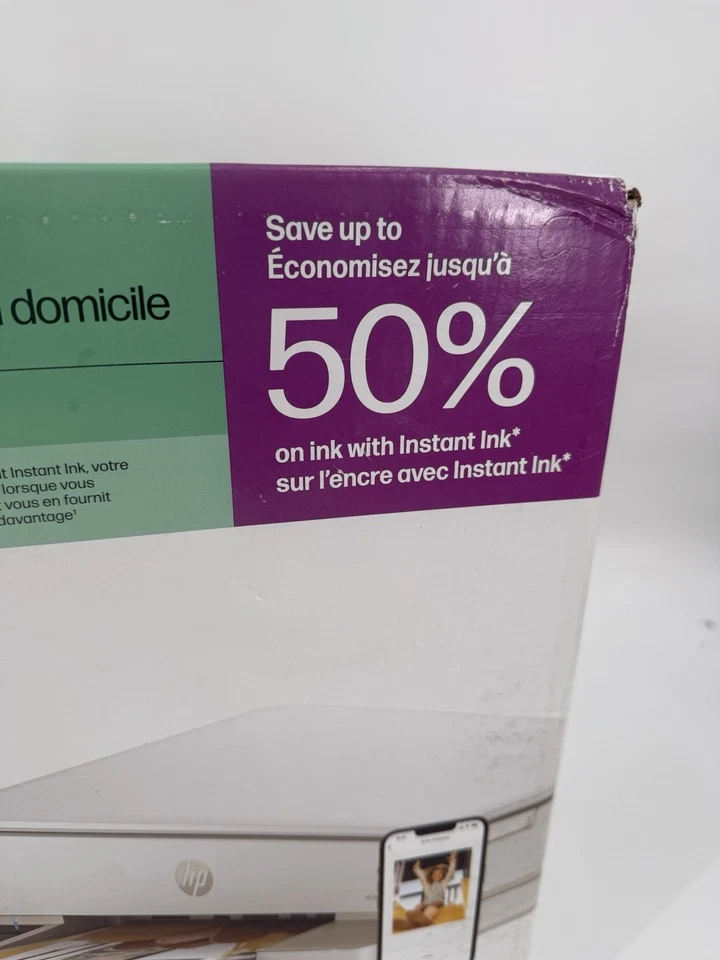 domicile
Save up to
Économisez jusqu'à
50%
on ink with Instant Ink*
sur l'encre avec Instant Ink*
t Instant Ink, votre
lorsque vous
vous en fournit
davantage¹
hp